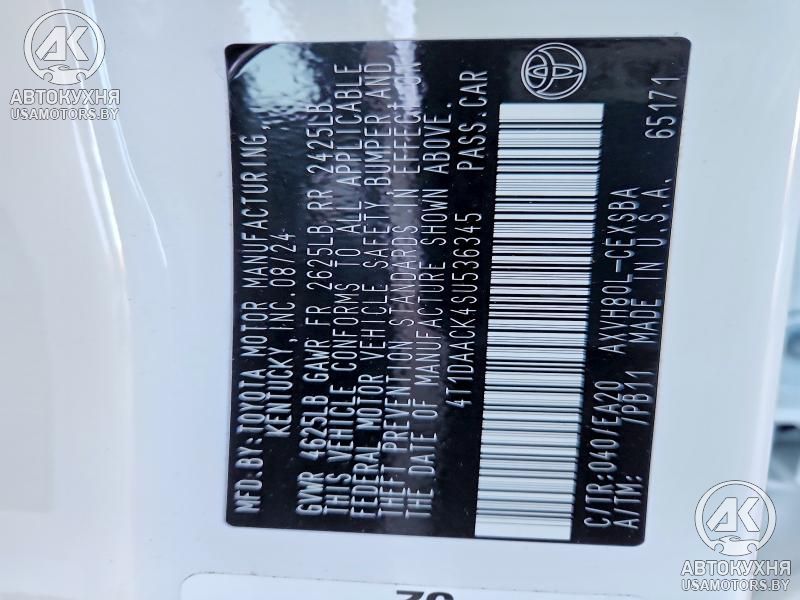 AK
АВТОКУХНЯ
USAMOTORS.BY
MFD.BY:TOYOTA MOTOR MANUFACTURING,
KENTUCKY, INC. 08/24
GVWR 4625LB GAWR FR 2625LB RR 2425LB
THIS VEHICLE CONFORMS TO ALL APPLICABLE
FEDERAL MOTOR VEHICLE SAFETY, BUMPER, AND
THEFT PREVENTION STANDARDS IN EFFECT ON
THE DATE OF MANUFACTURE SHOWN ABOVE.
4T1DAACK4SU536345 PASS.CAR
C/TR:040/EA20 AXVH80L-CEXSBA
A/TM: /PB11 MADE IN U.S.A. 65171
AK
АВТОКУХНЯ
USAMOTORS.BY